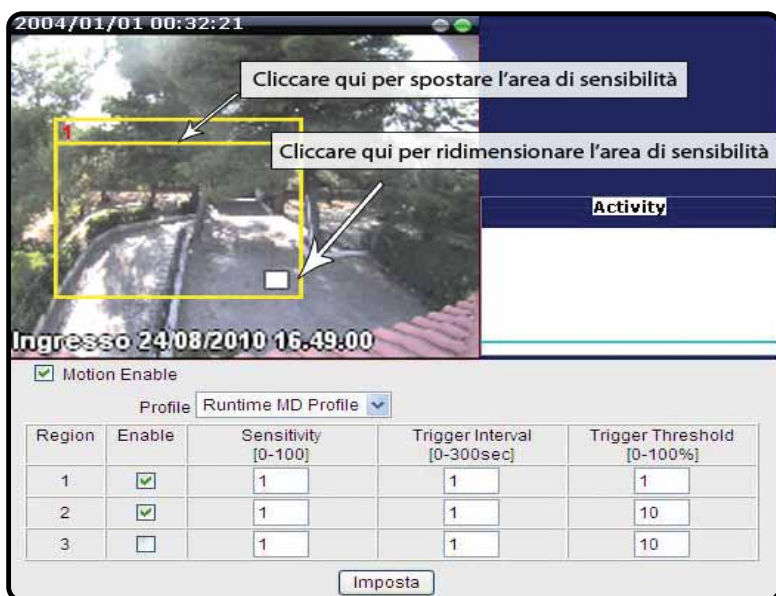 2004/01/01 00:32:21
Cliccare qui per spostare l'area di sensibilità
1
Cliccare qui per ridimensionare l'area di sensibilità
Activity
Ingresso 24/08/2010 16.49.00
Motion Enable
Profile Runtime MD Profile
Region Enable Sensitivity [0-100] Trigger Interval [0-300sec] Trigger Threshold [0-100%]
1 1 1 1
2 1 1 10
3 1 1 10
Imposta